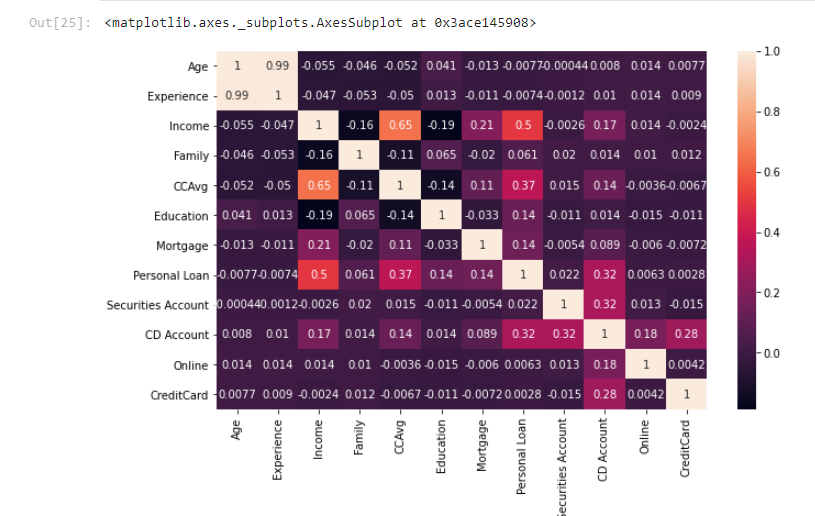 Out[25]: <matplotlib.axes._subplots.AxesSubplot at 0x3ace145908>
1.0
Age 1 0.99 -0.055 -0.046 -0.052 0.041 -0.013 -0.0077 -0.00044 0.008 0.014 0.0077
Experience 0.99 1 -0.047 -0.053 -0.05 0.013 -0.011 -0.0074 -0.0012 0.01 0.014 0.009
0.8
Income -0.055 -0.047 1 -0.16 0.65 -0.19 0.21 0.5 -0.0026 0.17 0.014 -0.0024
Family -0.046 -0.053 -0.16 1 -0.11 0.065 -0.02 0.061 0.02 0.014 0.01 0.012
0.6
CCAvg -0.052 -0.05 0.65 -0.11 1 -0.14 0.11 0.37 0.015 0.14 -0.0036 -0.0067
Education 0.041 0.013 -0.19 0.065 -0.14 1 -0.033 0.14 -0.011 0.014 -0.015 -0.011
0.4
Mortgage -0.013 -0.011 0.21 -0.02 0.11 -0.033 1 0.14 -0.0054 0.089 -0.006 -0.0072
Personal Loan -0.0077 -0.0074 0.5 0.061 0.37 0.14 0.14 1 0.022 0.32 0.0063 0.0028
0.2
Securities Account 0.00044 0.0012 -0.0026 0.02 0.015 -0.011 -0.0054 0.022 1 0.32 0.013 -0.015
CD Account 0.008 0.01 0.17 0.014 0.14 0.014 0.089 0.32 0.32 1 0.18 0.28
0.0
Online 0.014 0.014 0.014 0.01 -0.0036 -0.015 -0.006 0.0063 0.013 0.18 1 0.0042
CreditCard 0.0077 0.009 -0.0024 0.012 -0.0067 -0.011 -0.0072 0.0028 -0.015 0.28 0.0042 1
Age
Experience
Income
Family
CCAvg
Education
Mortgage
Personal Loan
ecurities Account
CD Account
Online
CreditCard